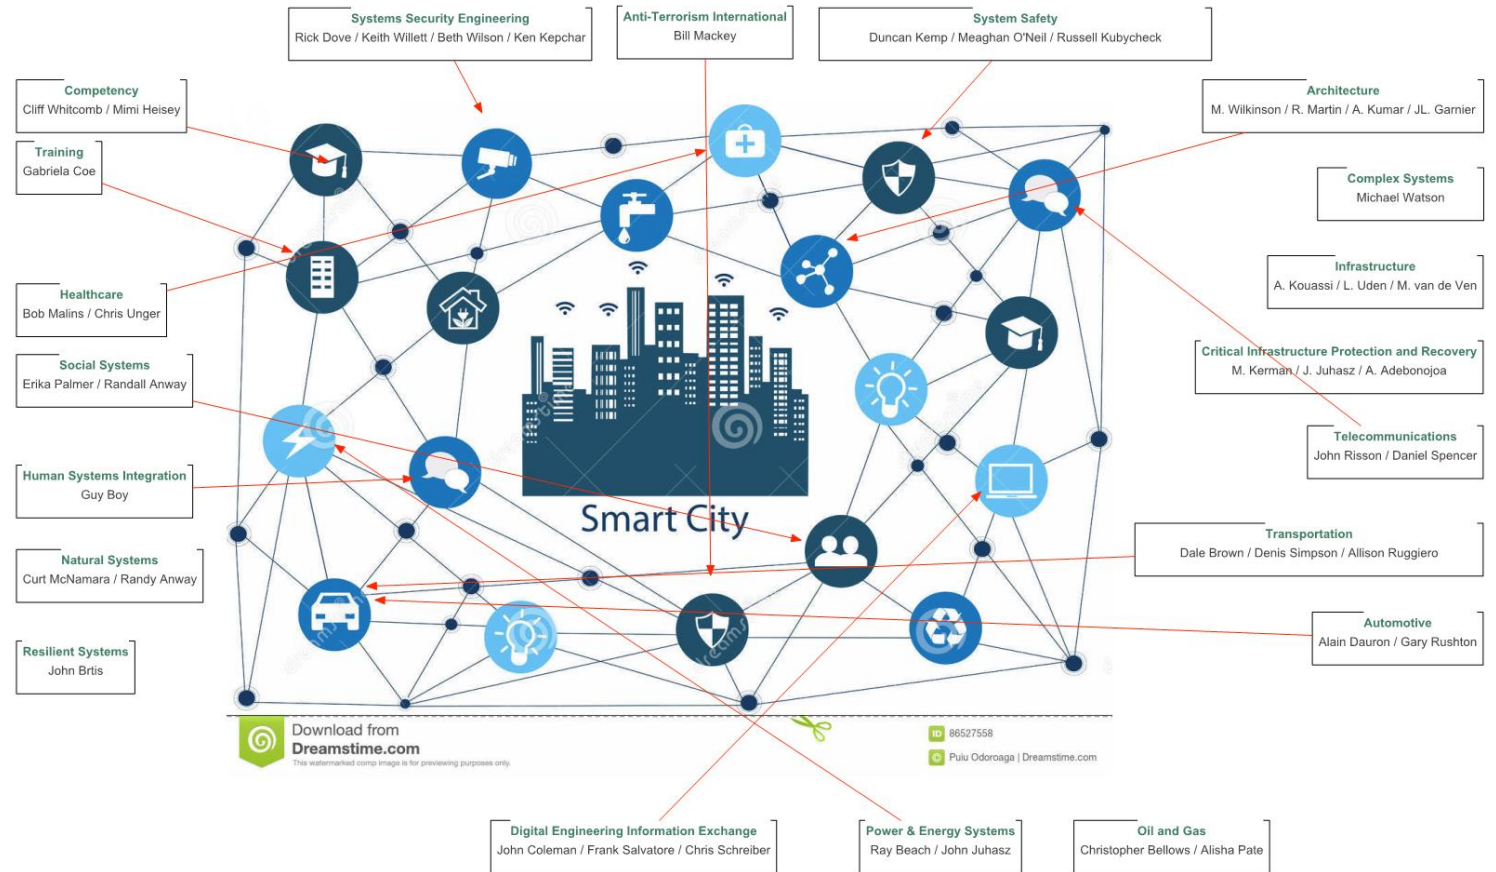 Systems Security Engineering
Rick Dove / Keith Willett / Beth Wilson / Ken Kepchar
Anti-Terrorism International
Bill Mackey
System Safety
Duncan Kemp / Meaghan O'Neil / Russell Kubycheck
Competency
Cliff Whitcomb / Mimi Heisey
Architecture
M. Wilkinson / R. Martin / A. Kumar / JL. Garnier
Training
Gabriela Coe
Complex Systems
Michael Watson
Infrastructure
A. Kouassi / L. Uden / M. van de Ven
Healthcare
Bob Malins / Chris Unger
Critical Infrastructure Protection and Recovery
M. Kerman / J. Juhasz / A. Adebonojoa
Social Systems
Erika Palmer / Randall Anway
Telecommunications
John Risson / Daniel Spencer
Human Systems Integration
Guy Boy
Smart City
Transportation
Dale Brown / Denis Simpson / Allison Ruggiero
Natural Systems
Curt McNamara / Randy Anway
Automotive
Alain Dauron / Gary Rushton
Resilient Systems
John Brtis
Download from
Dreamstime.com
This watermarked comp image is for previewing purposes only.
ID 86527558
© Puiu Odoroaga | Dreamstime.com
Digital Engineering Information Exchange
John Coleman / Frank Salvatore / Chris Schreiber
Power & Energy Systems
Ray Beach / John Juhasz
Oil and Gas
Christopher Bellows / Alisha Pate